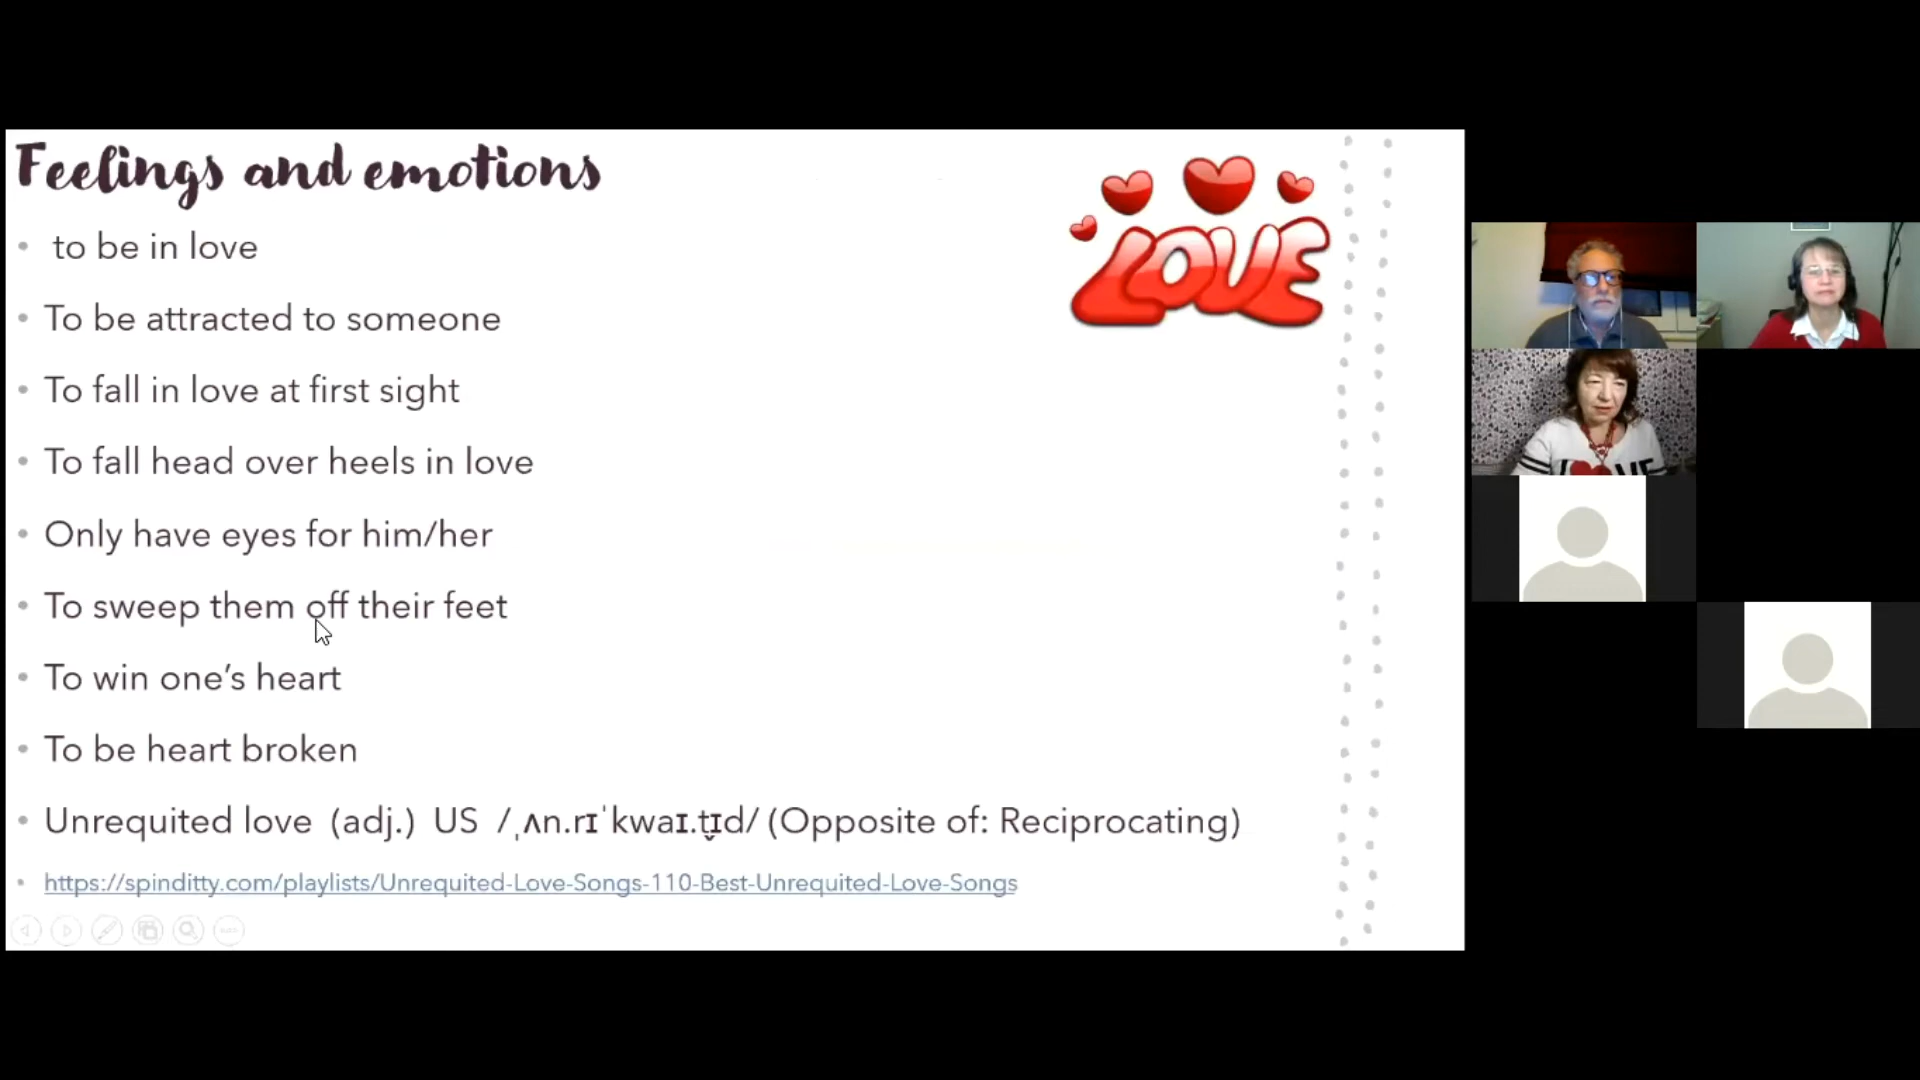 Feelings and emotions
LOVE
• to be in love
• To be attracted to someone
• To fall in love at first sight
• To fall head over heels in love
• Only have eyes for him/her
• To sweep them off their feet
• To win one’s heart
• To be heart broken
• Unrequited love (adj.) US /ˌʌn.rɪˈkwaɪ.t̬ɪd/ (Opposite of: Reciprocating)
• https://spinditty.com/playlists/Unrequited-Love-Songs-110-Best-Unrequited-Love-Songs